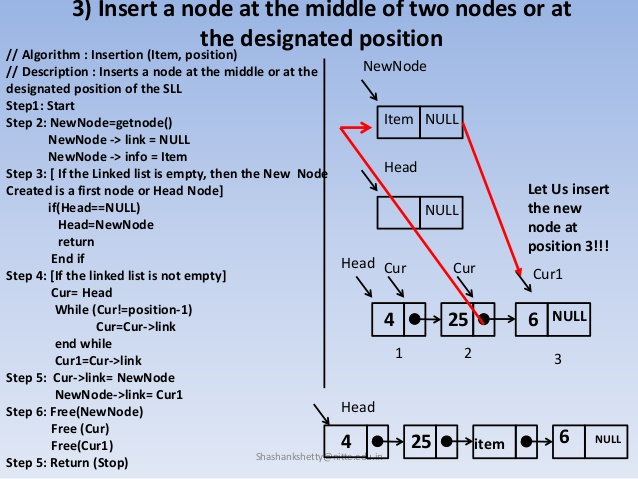 3) Insert a node at the middle of two nodes or at
the designated position
// Algorithm : Insertion (Item, position)
// Description : Inserts a node at the middle or at the
designated position of the SLL
Step1: Start
Step 2: NewNode=getnode()
NewNode -> link = NULL
NewNode -> info = Item
Step 3: [ If the Linked list is empty, then the New Node
Created is a first node or Head Node]
if(Head==NULL)
Head=NewNode
return
End if
Step 4: [If the linked list is not empty]
Cur= Head
While (Cur!=position-1)
Cur=Cur->link
end while
Cur1=Cur->link
Step 5: Cur->link= NewNode
NewNode->link= Cur1
Step 6: Free(NewNode)
Free (Cur)
Free(Cur1)
Step 5: Return (Stop)
NewNode
Item NULL
Head
NULL
Let Us insert
the new
node at
position 3!!!
Head Cur Cur Cur1
4 25 6 NULL
1 2 3
Head
4 25 item 6 NULL
Shashankshetty@nitte.edu.in